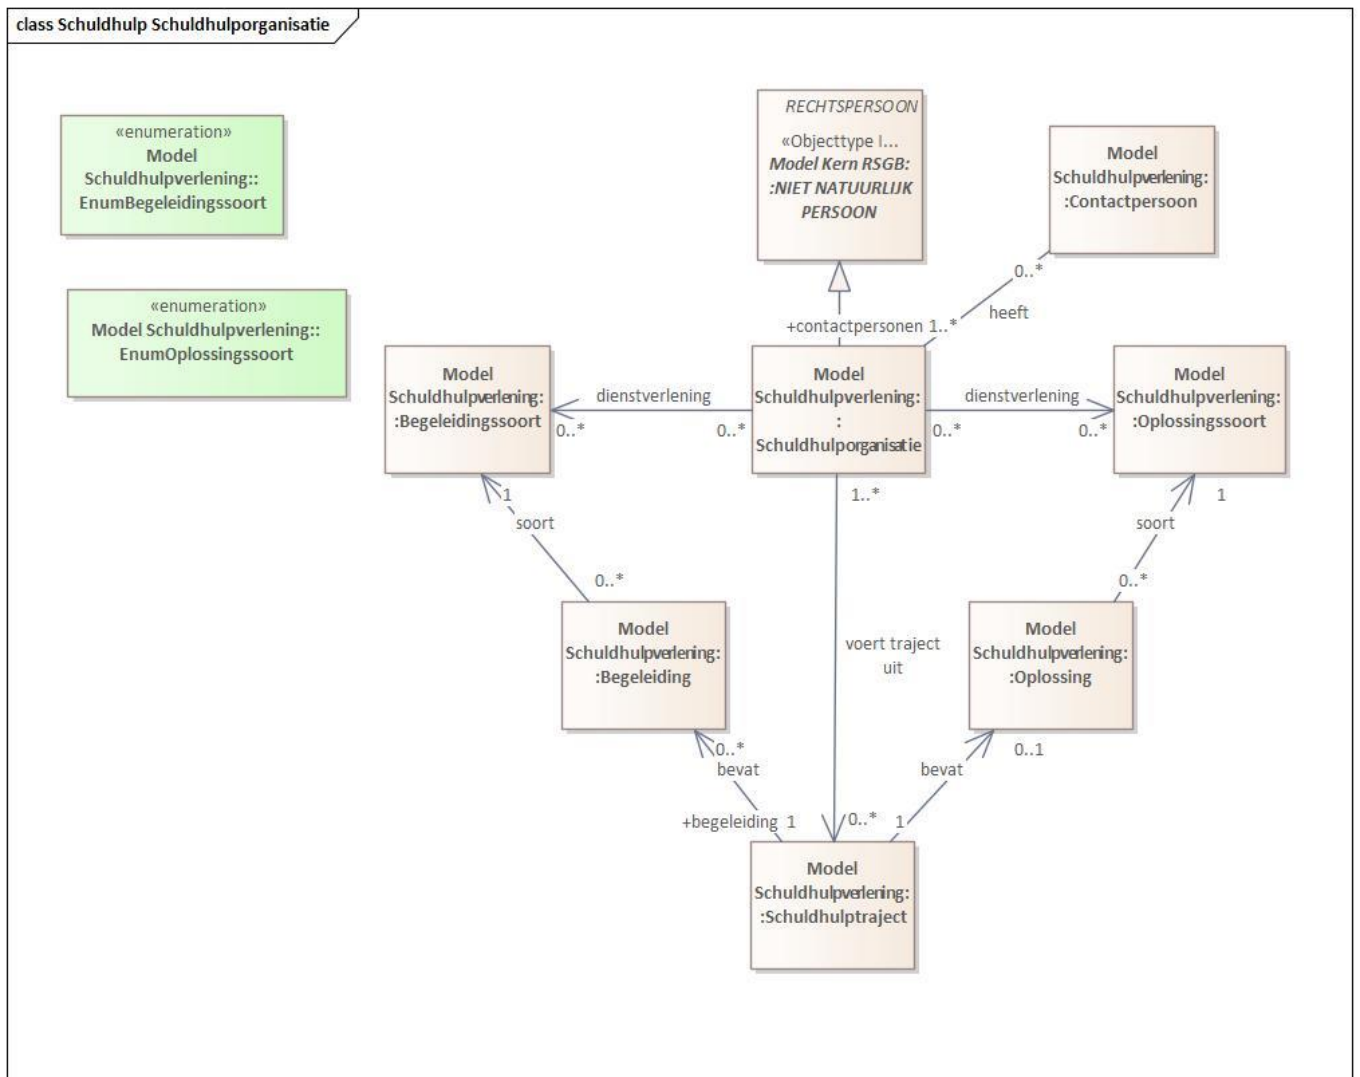 class Schuldhulp Schuldhulporganisatie
«enumeration»
Model
Schuldhulpverlening::
EnumBegeleidingssoort
RECHTSPERSOON
«Objecttype I...
Model Kern RSGB:
:NIET NATUURLIJK
PERSOON
Model
Schuldhulpverlening:
:Contactpersoon
«enumeration»
Model Schuldhulpverlening::
EnumOplossingssoort
0..*
heeft
+contactpersonen 1..*
Model
Schuldhulpverlening:
:Begeleidingssoort
dienstverlening
0..*
0..*
Model
Schuldhulpverlening:
:
Schuldhulporganisatie
dienstverlening
0..*
0..*
Model
Schuldhulpverlening:
:Oplossingssoort
1
soort
0..*
1..*
1
soort
0..*
Model
Schuldhulpverlening:
:Begeleiding
voert traject
uit
Model
Schuldhulpverlening:
:Oplossing
0..*
bevat
+begeleiding 1
0..*
0..1
bevat
1
Model
Schuldhulpverlening:
:Schuldhulptraject